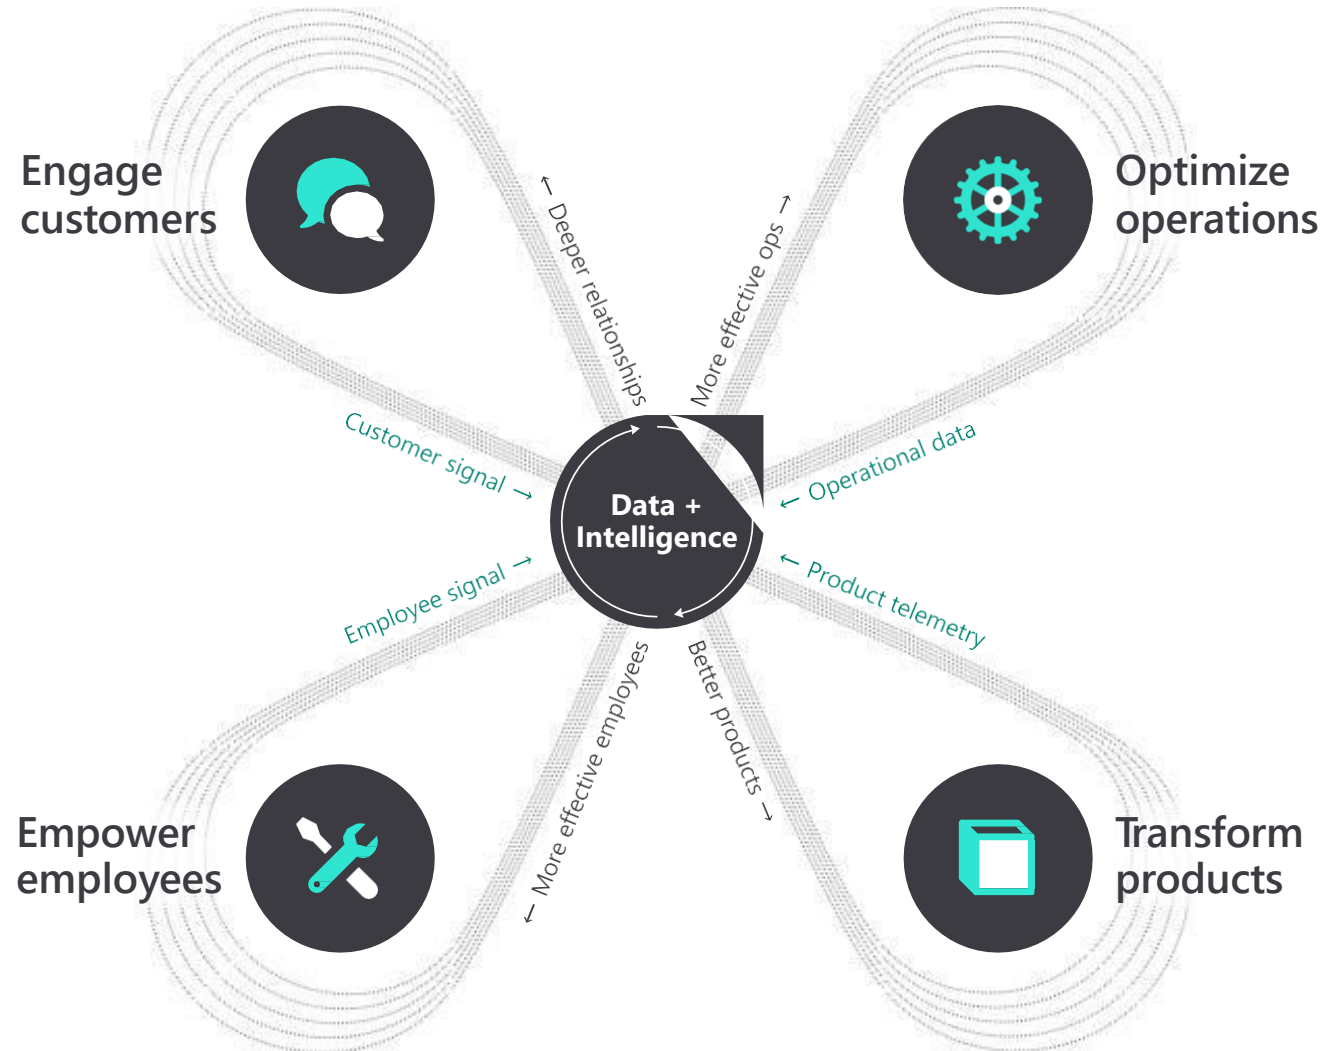 Engage
customers
Optimize
operations
← Deeper relationships
More effective ops →
Customer signal →
← Operational data
Data +
Intelligence
Employee signal →
← Product telemetry
← More effective employees
Better products →
Empower
employees
Transform
products